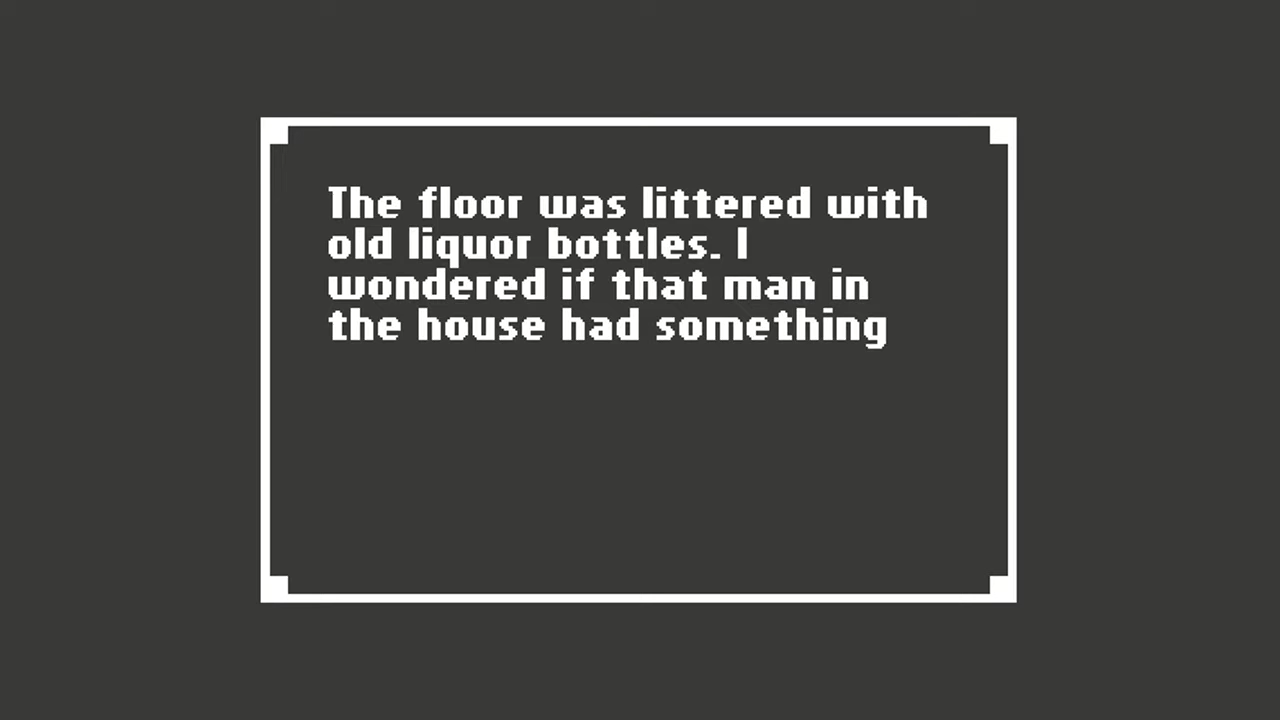 The floor was littered with
old liquor bottles. I
wondered if that man in
the house had something